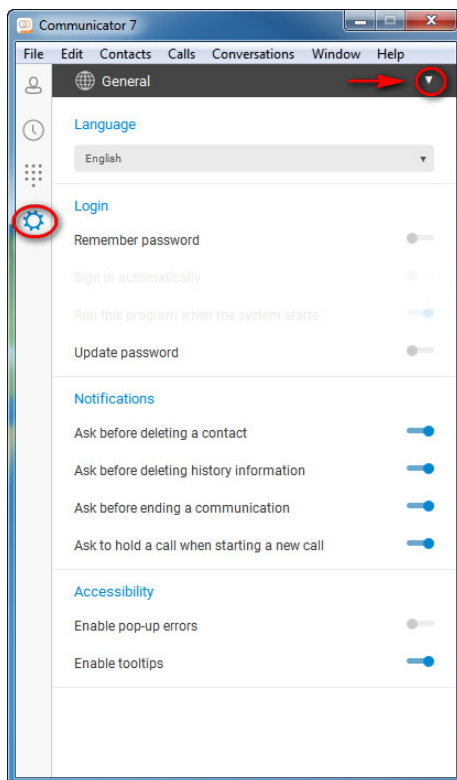 Communicator 7
File Edit Contacts Calls Conversations Window Help
General
Language
English
Login
Remember password
Sign in automatically
Run this program when the system starts
Update password
Notifications
Ask before deleting a contact
Ask before deleting history information
Ask before ending a communication
Ask to hold a call when starting a new call
Accessibility
Enable pop-up errors
Enable tooltips